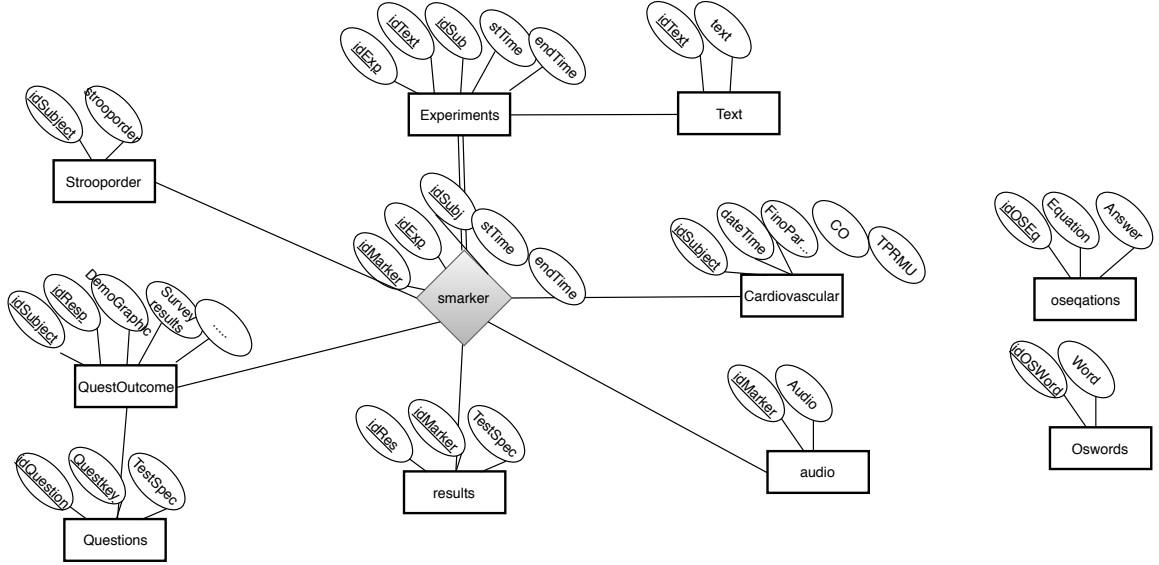 idExp
idText
idSub
stTime
endTime
Experiments
idText
text
Text
idSubject
strooporder
Strooporder
idMarker
idExp
idSubj
stTime
endTime
smarker
idSubject
dateTime
FinoPar...
CO
TPRMU
Cardiovascular
idOSEq
Equation
Answer
oseqations
idSubject
idResp
DemoGraphic
Survey
results
.....
QuestOutcome
idOSWord
Word
Oswords
idMarker
Audio
audio
idRes
idMarker
TestSpec
results
idQuestion
Questkey
TestSpec
Questions